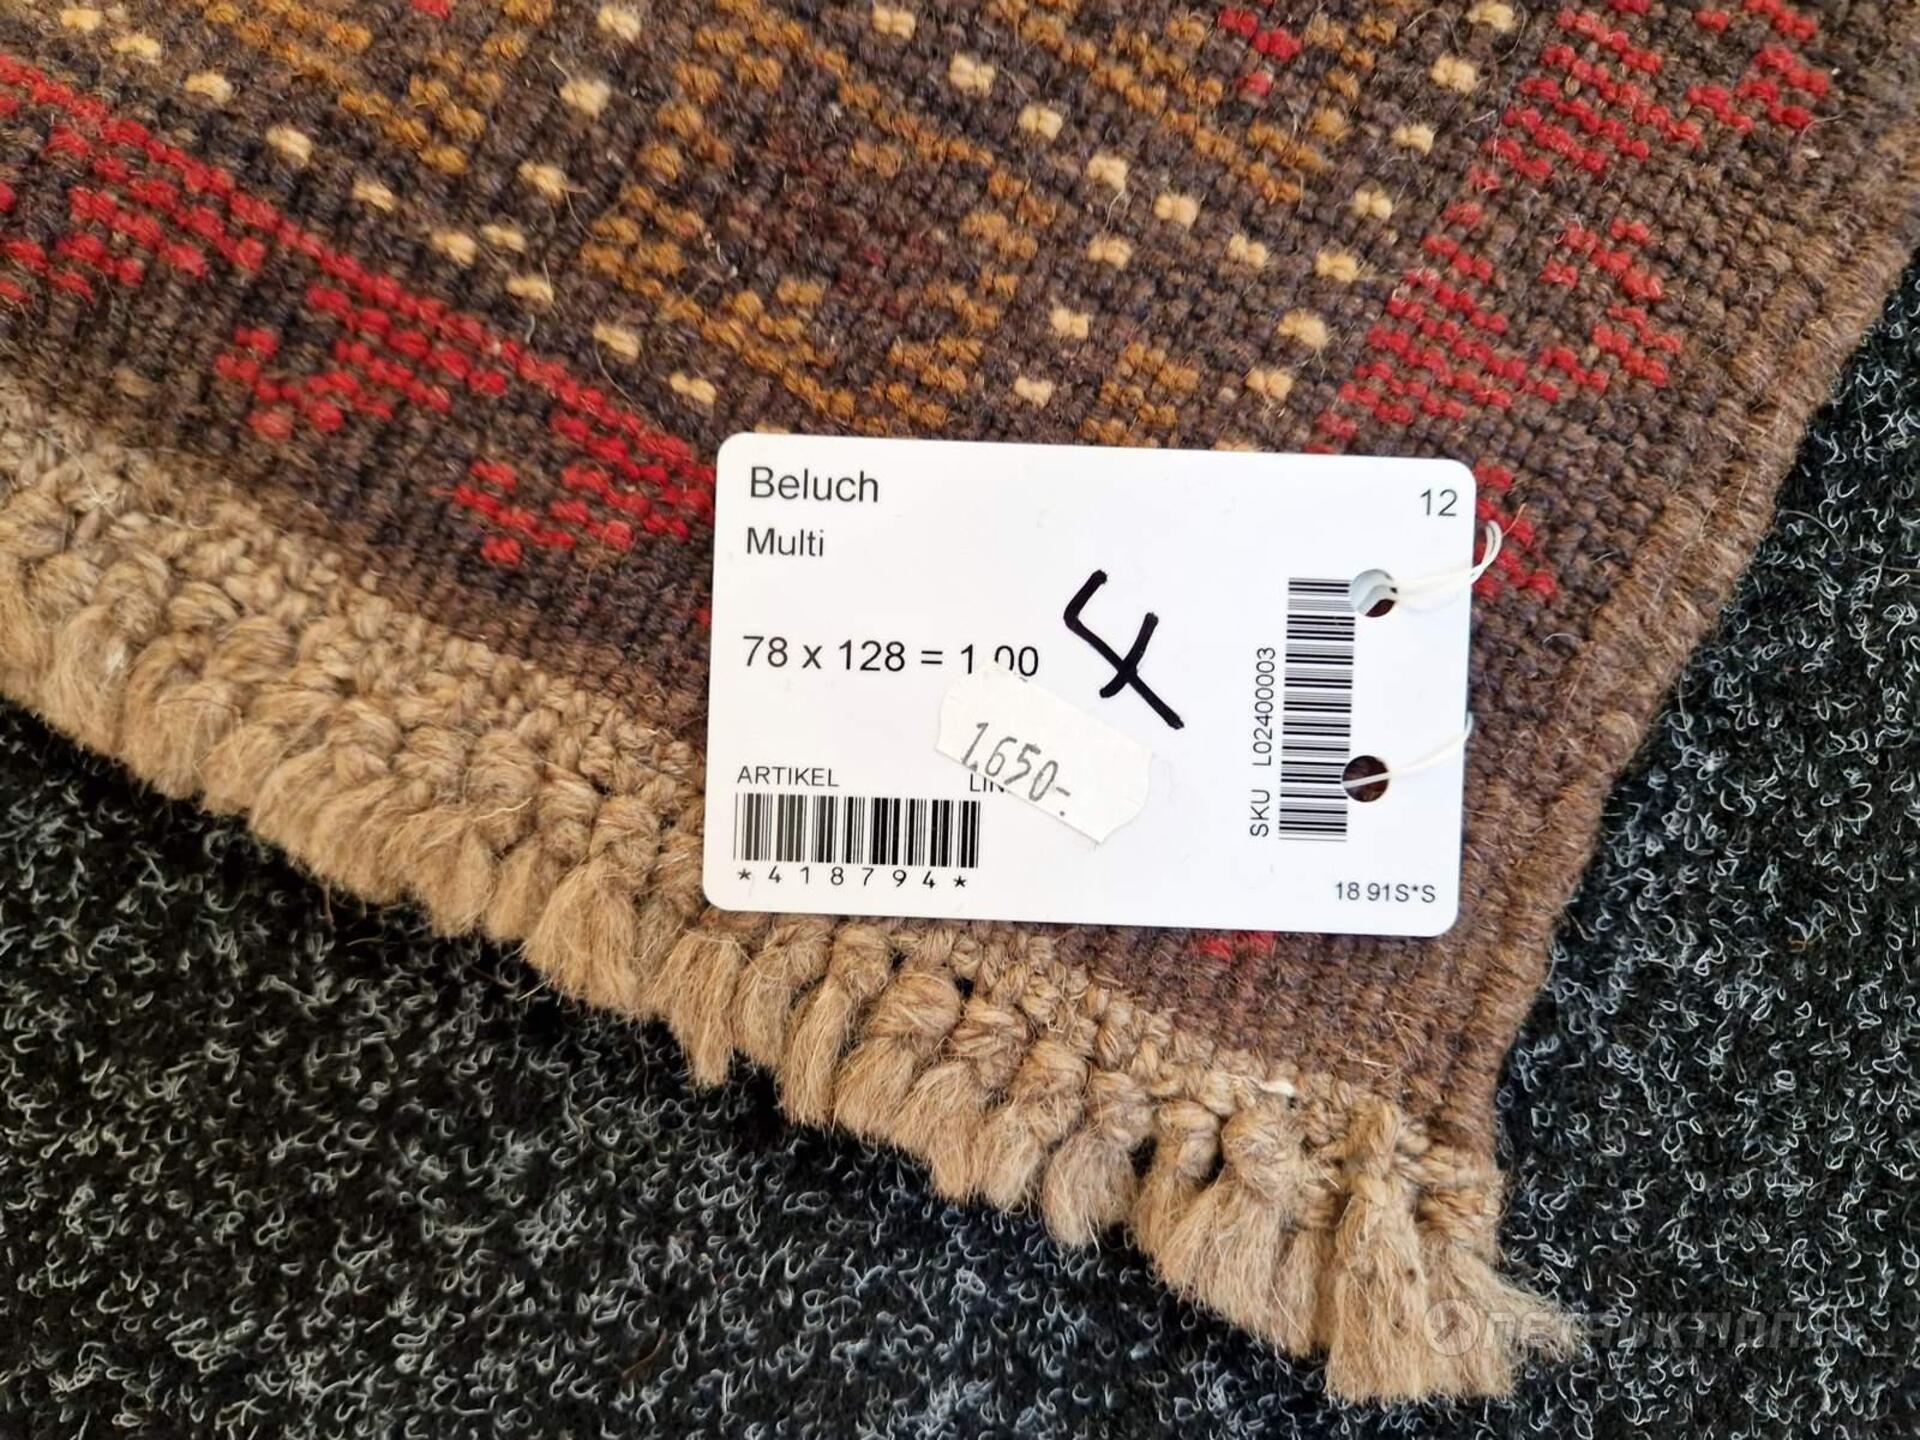 Beluch
12
Multi
78 x 128 = 1.00
4
1.650-
ARTIKEL
*418794*
SKU L02400003
18 91S*S